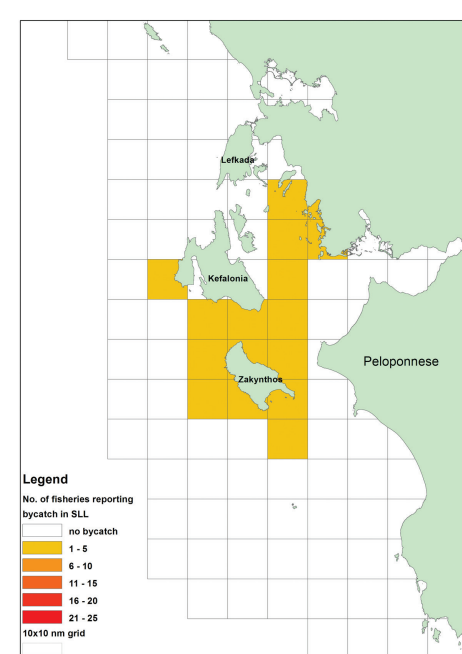 Lefkada
Kefalonia
Peloponnese
Zakynthos
Legend
No. of fisheries reporting
bycatch in SLL
no bycatch
1 - 5
6 - 10
11 - 15
16 - 20
21 - 25
10x10 nm grid